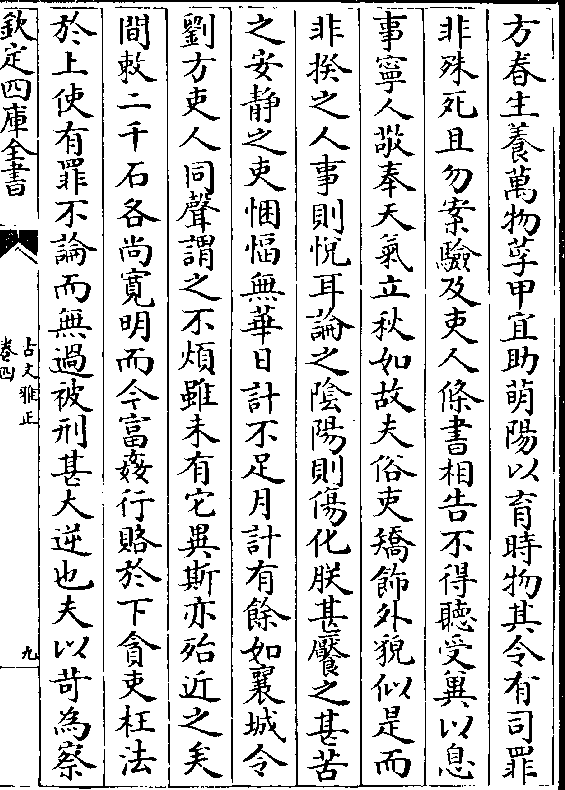 方春生養萬物莩甲宜助萌陽以育時物其令有司罪
非殊死且勿案驗及吏人條書相告不得聽受冀以息
事寧人敬奉天氣立秋如故夫俗吏矯飾外貌似是而
非揆之人事則悅耳論之陰陽則傷化朕甚饜之甚苦
之安靜之吏悃愊無華日計不足月計有餘如襄城令
劉方吏人同聲謂之不煩雖未有它異斯亦殆近之矣
間敕二千石各尚寛明而今富姦行賂於下貪吏枉法
於上使有罪不論而無過被刑甚大逆也夫以苛為察
欽定四庫全書
古文雅正
卷四
九